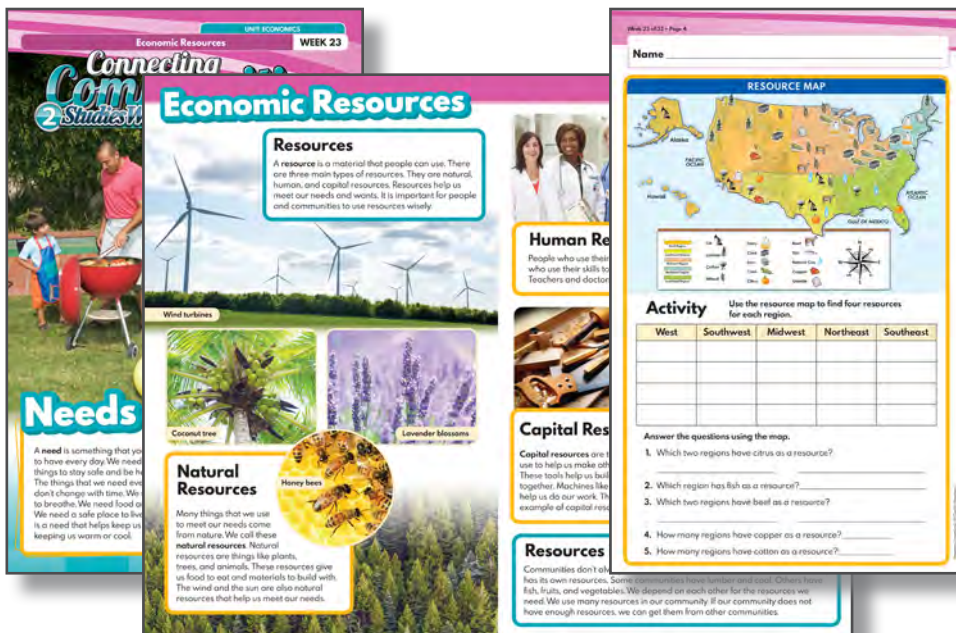 UNIT: ECONOMICS
Economic Resources
WEEK 23
Connecting
2 Studies
Needs
A need is something that
to have every day. We need
things to stay safe and be
The things that we need
don't change with time. We
to breathe. We need food
We need a safe place to live
is a need that helps keep us
keeping us warm or cool.
Economic Resources
Resources
A resource is a material that people can use. There
are three main types of resources. They are natural,
human, and capital resources. Resources help us
meet our needs and wants. It is important for people
and communities to use resources wisely.
Wind turbines
Coconut tree
Lavender blossoms
Honey bees
Natural
Resources
Many things that we use
to meet our needs come
from nature. We call these
natural resources. Natural
resources are things like plants,
trees, and animals. These resources give
us food to eat and materials to build with.
The wind and the sun are also natural
resources that help us meet our needs.
Human Re
People who use their
who use their skills to
Teachers and doctor
Capital Res
Capital resources are t
use to help us make oth
These tools help us buil
together. Machines like
help us do our work. Th
example of capital reso
Resources
Communities don't
has its own resources. Some communities have lumber and coal. Others have
fish, fruits, and vegetables. We depend on each other for the resources we
need. We use many resources in our community. If our community does not
have enough resources, we can get them from other communities.
Week 23 of 32 • Page 4
Name
RESOURCE MAP
Alaska
PACIFIC
OCEAN
Hawaii
ATLANTIC
OCEAN
GULF OF MEXICO
Activity
Use the resource map to find four resources
for each region.
West Southwest Midwest Northeast Southeast
Answer the questions using the map.
1. Which two regions have citrus as a resource?
2. Which region has fish as a resource?
3. Which two regions have beef as a resource?
4. How many regions have copper as a resource?
5. How many regions have cotton as a resource?